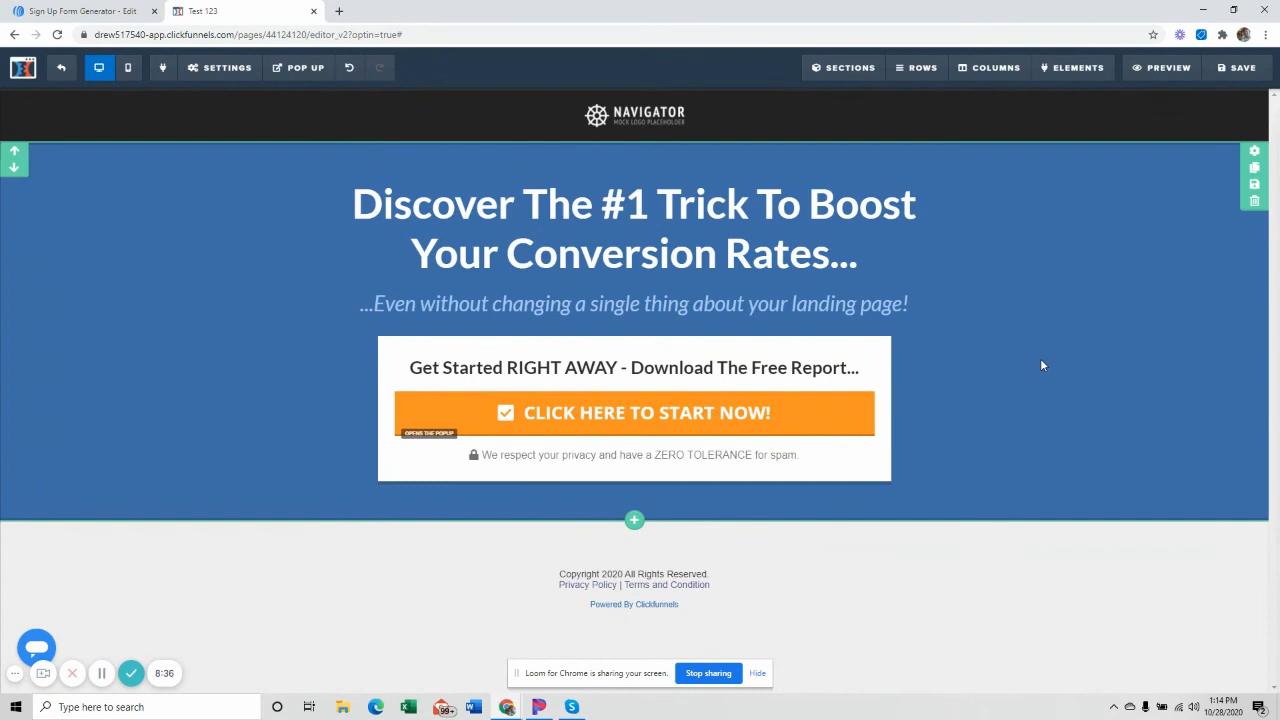 Sign Up Form Generator - Edit
Test 123
drew517540-app.clickfunnels.com/pages/44124120/editor_v2?optin=true#
SETTINGS
POP UP
SECTIONS
ROWS
COLUMNS
ELEMENTS
PREVIEW
SAVE
NAVIGATOR
MOCK LOGO PLACEHOLDER
Discover The #1 Trick To Boost
Your Conversion Rates...
...Even without changing a single thing about your landing page!
Get Started RIGHT AWAY - Download The Free Report...
CLICK HERE TO START NOW!
OPENS THE POPUP
We respect your privacy and have a ZERO TOLERANCE for spam.
Copyright 2020 All Rights Reserved.
Privacy Policy | Terms and Condition
Powered By Clickfunnels
8:36
Loom for Chrome is sharing your screen.
Stop sharing
Hide
Type here to search
99+
1:14 PM
10/28/2020
2